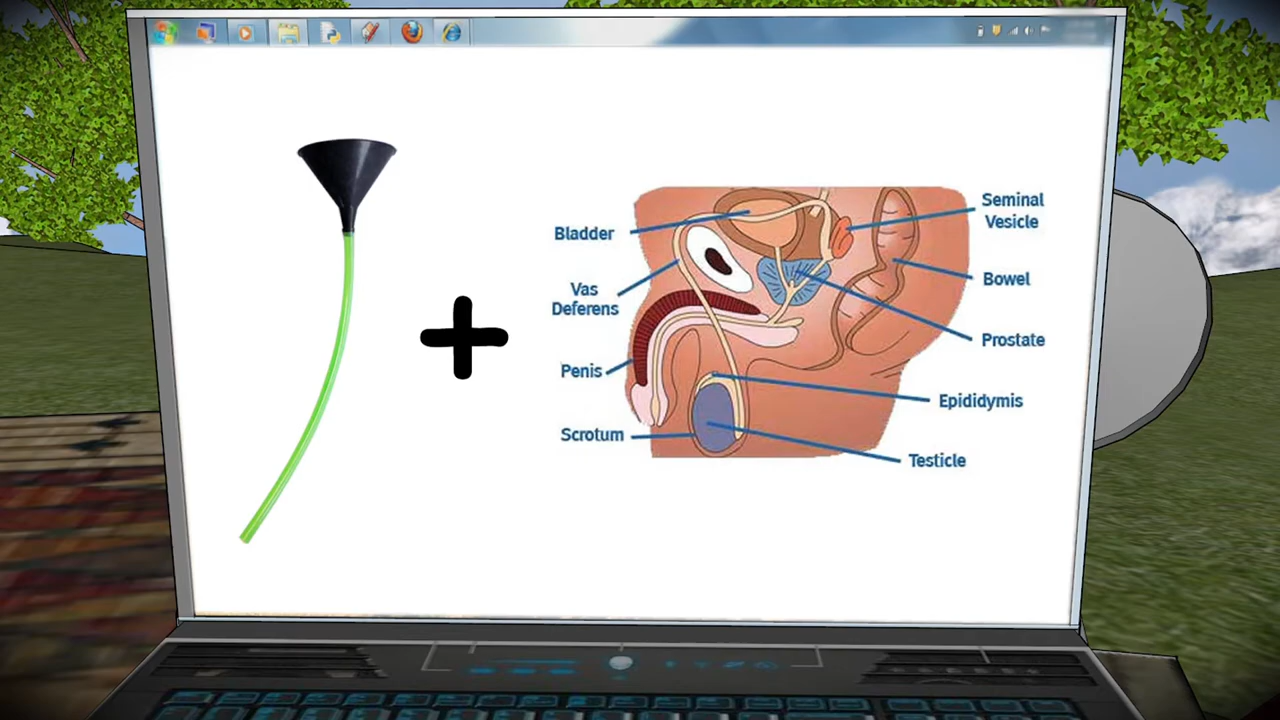 Bladder
Vas
Deferens
Penis
Scrotum
Seminal
Vesicle
Bowel
Prostate
Epididymis
Testicle